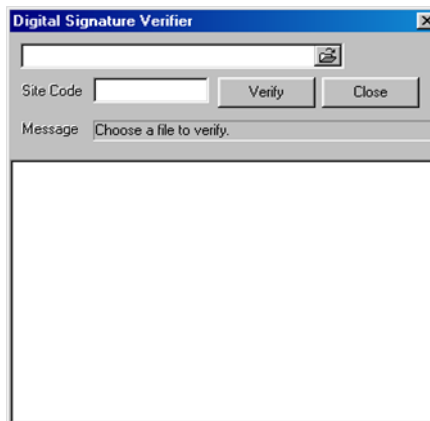 Digital Signature Verifier
Site Code
Verify
Close
Message
Choose a file to verify.